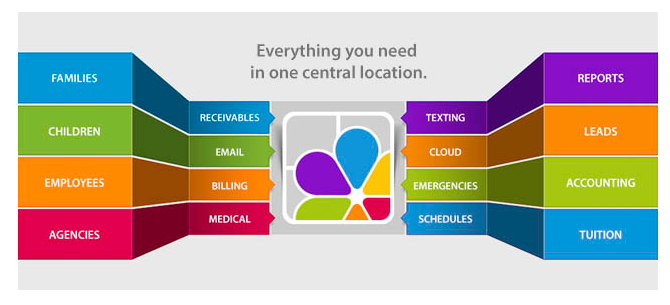 Everything you need
in one central location.
FAMILIES
CHILDREN
EMPLOYEES
AGENCIES
RECEIVABLES
EMAIL
BILLING
MEDICAL
TEXTING
CLOUD
EMERGENCIES
SCHEDULES
REPORTS
LEADS
ACCOUNTING
TUITION